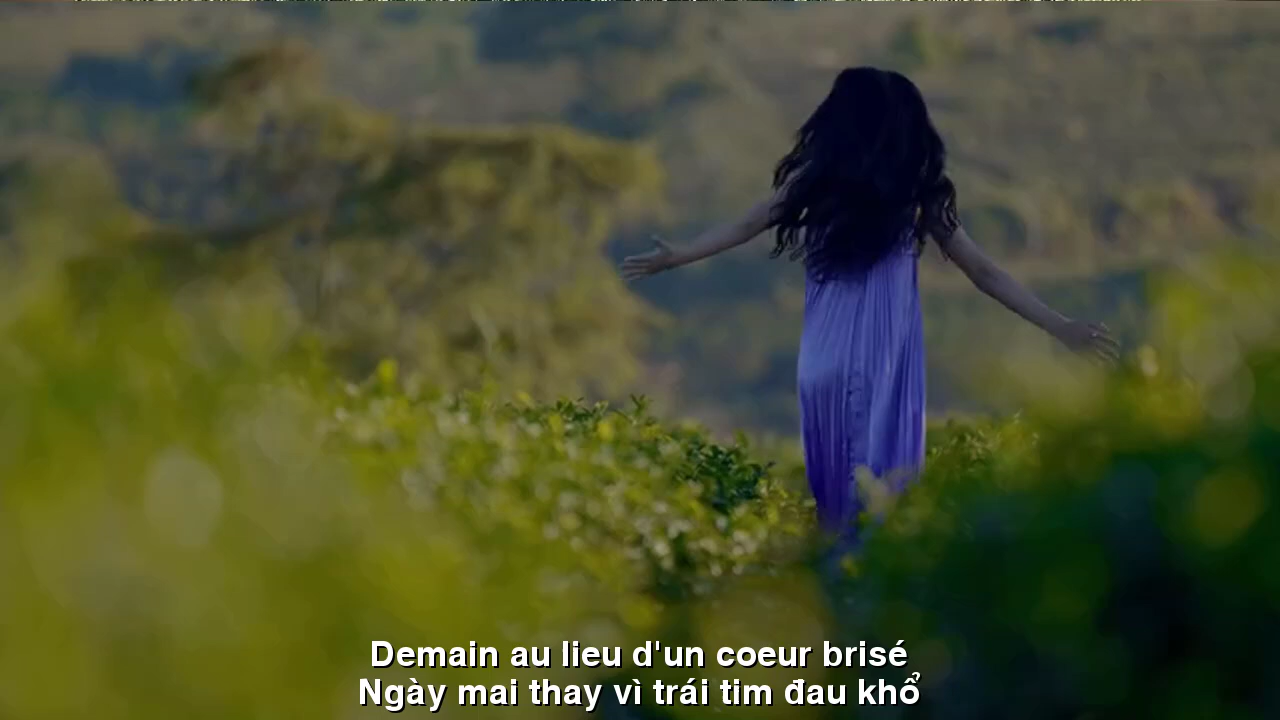 Demain au lieu d'un coeur brisé
Ngày mai thay vì trái tim đau khổ